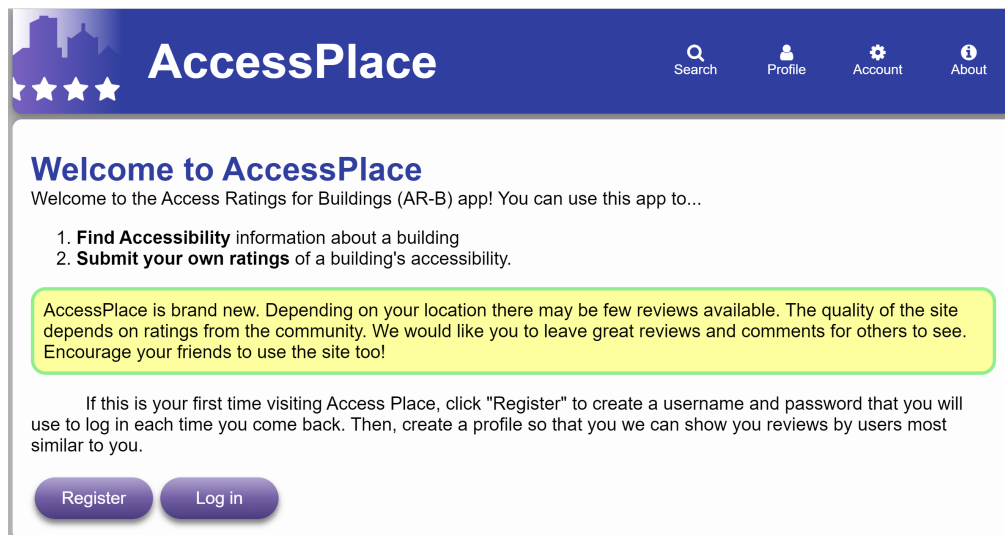 AccessPlace
Search
Profile
Account
About
Welcome to AccessPlace
Welcome to the Access Ratings for Buildings (AR-B) app! You can use this app to...
1. Find Accessibility information about a building
2. Submit your own ratings of a building's accessibility.
AccessPlace is brand new. Depending on your location there may be few reviews available. The quality of the site
depends on ratings from the community. We would like you to leave great reviews and comments for others to see.
Encourage your friends to use the site too!
If this is your first time visiting Access Place, click "Register" to create a username and password that you will
use to log in each time you come back. Then, create a profile so that you we can show you reviews by users most
similar to you.
Register
Log in